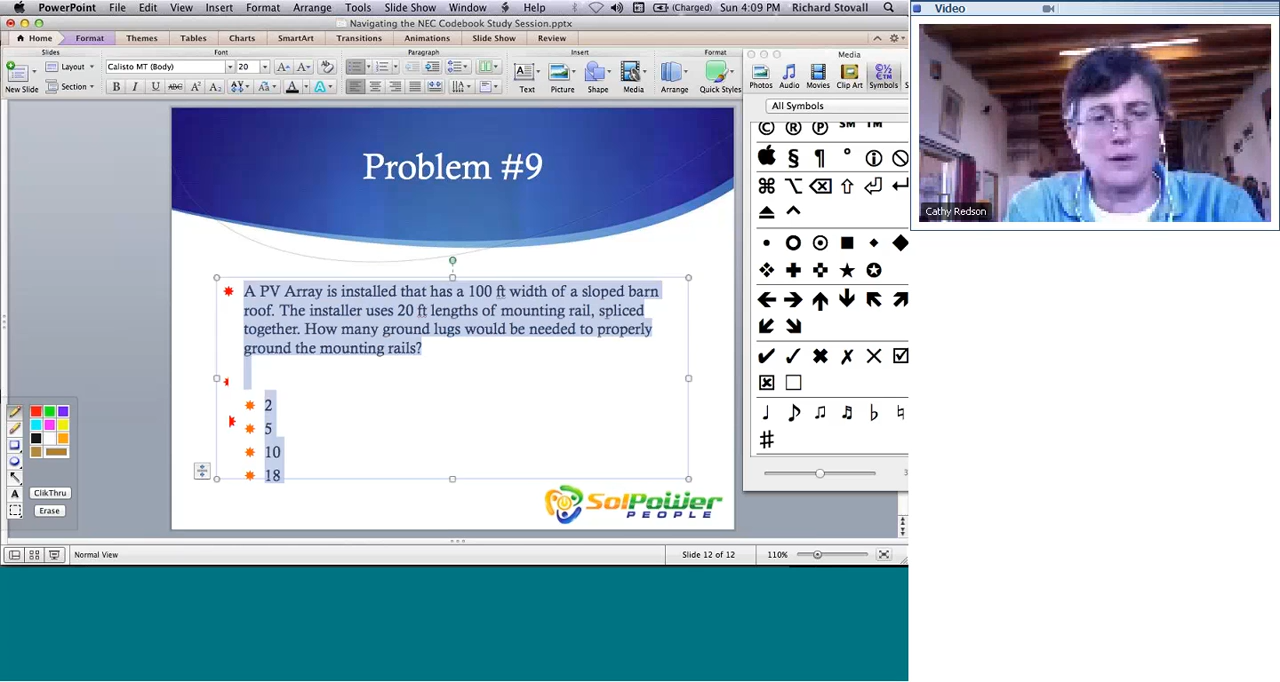 PowerPoint File Edit View Insert Format Arrange Tools Slide Show Window Help (Charged) Sun 4:09 PM Richard Stovall
Navigating the NEC Codebook Study Session.pptx
Home Format Themes Tables Charts SmartArt Transitions Animations Slide Show Review
Slides Font Paragraph Insert Format
Layout Calisto MT (Body) 20
New Slide Section B I U ABC A² A₂ Text Picture Shape Media Arrange Quick Styles
Media
Photos Audio Movies Clip Art Symbols
All Symbols
© ® ℗ SM TM
Problem #9
A PV Array is installed that has a 100 ft width of a sloped barn
roof. The installer uses 20 ft lengths of mounting rail, spliced
together. How many ground lugs would be needed to properly
ground the mounting rails?
2
5
10
18
SolPower
PEOPLE
ClikThru
Erase
Normal View Slide 12 of 12 110%
Video
Cathy Redson